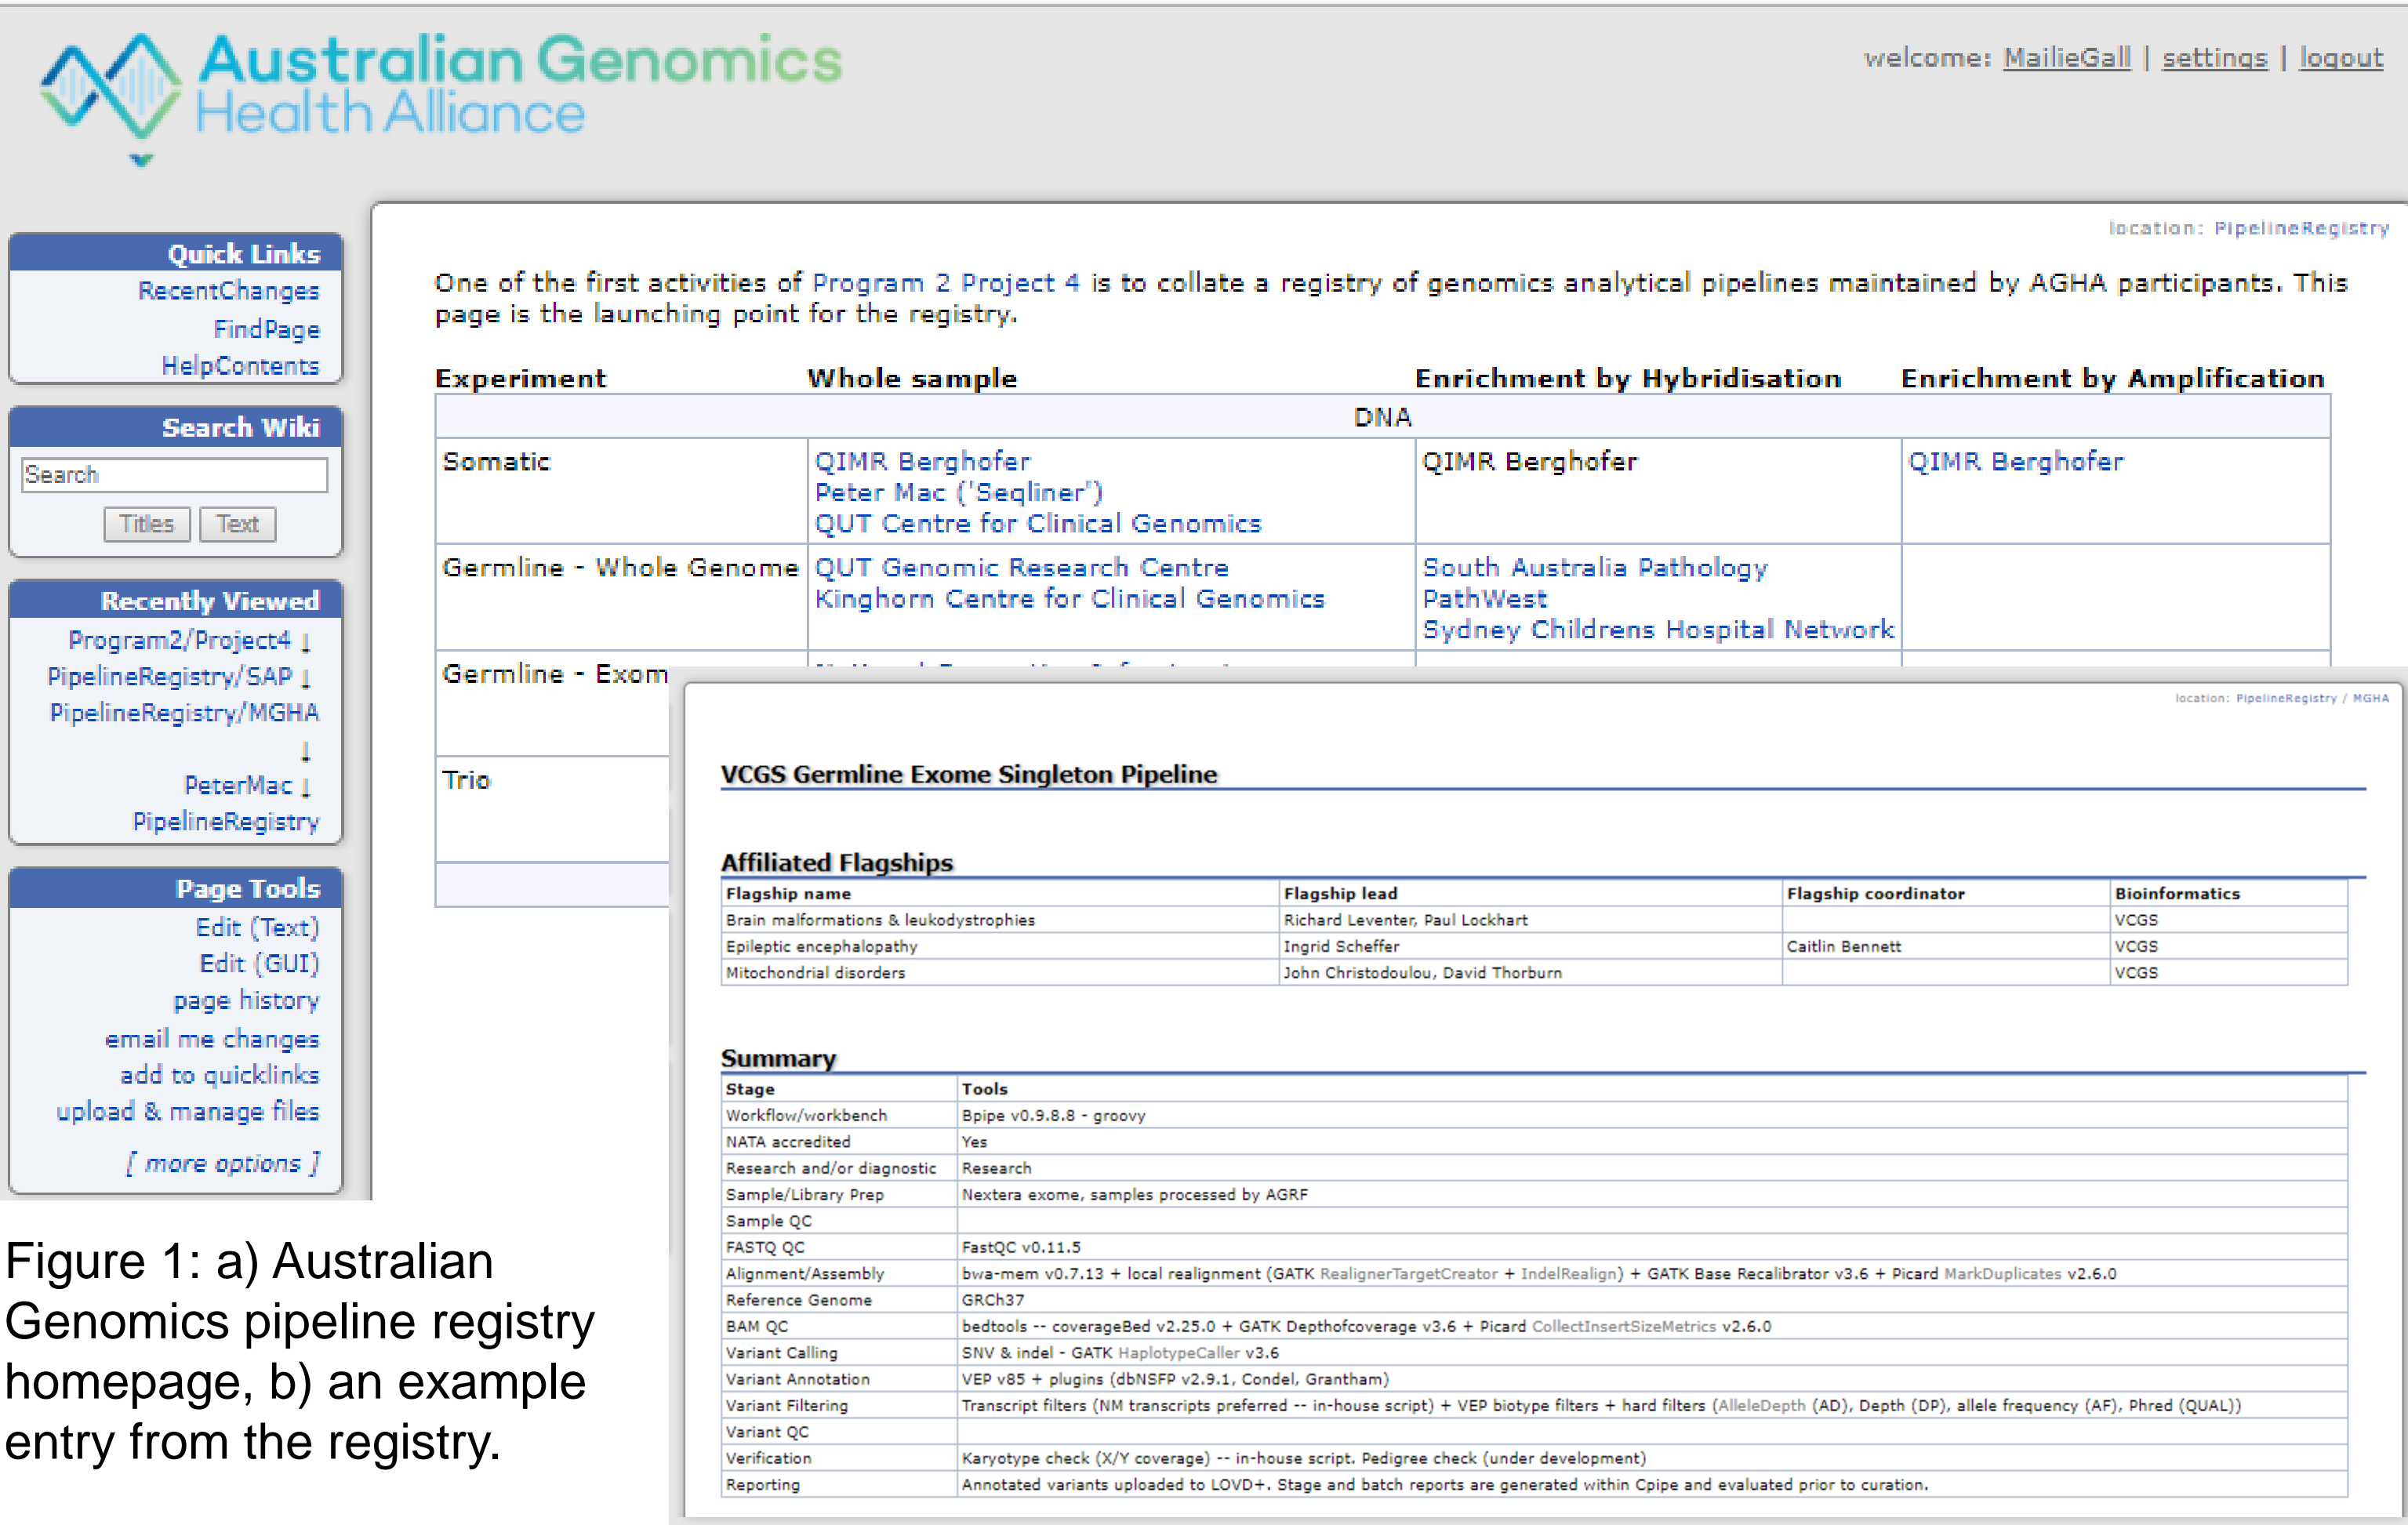 Australian Genomics
Health Alliance
welcome: MailieGall | settings | logout
Quick Links
RecentChanges
FindPage
HelpContents
Search Wiki
Search
Titles Text
Recently Viewed
Program2/Project4 ↓
PipelineRegistry/SAP ↓
PipelineRegistry/MGHA
↓
PeterMac ↓
PipelineRegistry
Page Tools
Edit (Text)
Edit (GUI)
page history
email me changes
add to quicklinks
upload & manage files
[ more options ]
location: PipelineRegistry
One of the first activities of Program 2 Project 4 is to collate a registry of genomics analytical pipelines maintained by AGHA participants. This
page is the launching point for the registry.
Experiment Whole sample Enrichment by Hybridisation Enrichment by Amplification
DNA
Somatic QIMR Berghofer QIMR Berghofer QIMR Berghofer
Peter Mac ('Seqliner')
QUT Centre for Clinical Genomics
Germline - Whole Genome QUT Genomic Research Centre South Australia Pathology
Kinghorn Centre for Clinical Genomics PathWest
Sydney Childrens Hospital Network
Germline - Exom
Trio
location: PipelineRegistry / MGHA
VCGS Germline Exome Singleton Pipeline
Affiliated Flagships
Flagship name Flagship lead Flagship coordinator Bioinformatics
Brain malformations & leukodystrophies Richard Leventer, Paul Lockhart VCGS
Epileptic encephalopathy Ingrid Scheffer Caitlin Bennett VCGS
Mitochondrial disorders John Christodoulou, David Thorburn VCGS
Summary
Stage Tools
Workflow/workbench Bpipe v0.9.8.8 - groovy
NATA accredited Yes
Research and/or diagnostic Research
Sample/Library Prep Nextera exome, samples processed by AGRF
Sample QC
FASTQ QC FastQC v0.11.5
Alignment/Assembly bwa-mem v0.7.13 + local realignment (GATK RealignerTargetCreator + IndelRealign) + GATK Base Recalibrator v3.6 + Picard MarkDuplicates v2.6.0
Reference Genome GRCh37
BAM QC bedtools -- coverageBed v2.25.0 + GATK Depthofcoverage v3.6 + Picard CollectInsertSizeMetrics v2.6.0
Variant Calling SNV & indel - GATK HaplotypeCaller v3.6
Variant Annotation VEP v85 + plugins (dbNSFP v2.9.1, Condel, Grantham)
Variant Filtering Transcript filters (NM transcripts preferred -- in-house script) + VEP biotype filters + hard filters (AlleleDepth (AD), Depth (DP), allele frequency (AF), Phred (QUAL))
Variant QC
Verification Karyotype check (X/Y coverage) -- in-house script. Pedigree check (under development)
Reporting Annotated variants uploaded to LOVD+. Stage and batch reports are generated within Cpipe and evaluated prior to curation.
Figure 1: a) Australian
Genomics pipeline registry
homepage, b) an example
entry from the registry.